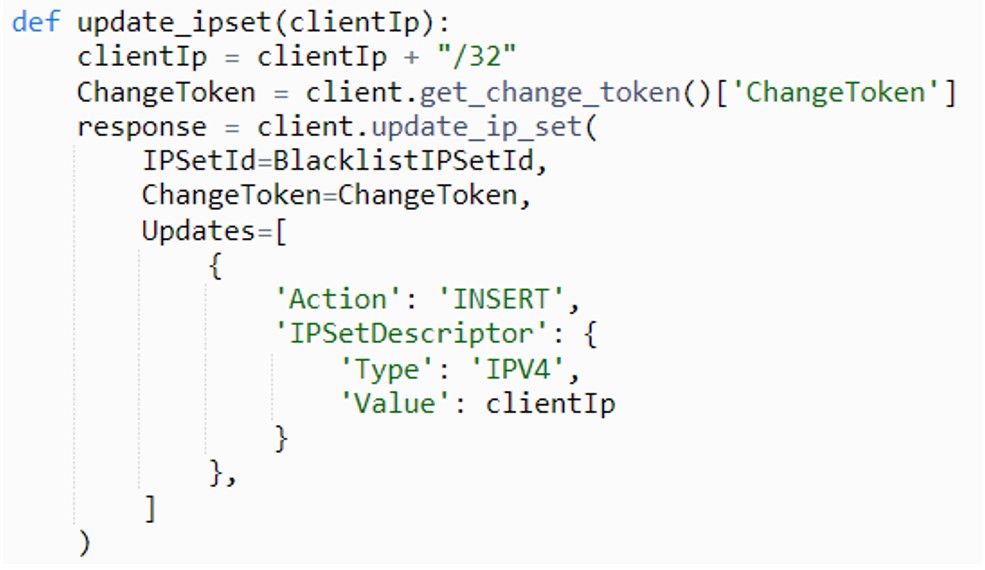 def update_ipset(clientIp):
    clientIp = clientIp + "/32"
    ChangeToken = client.get_change_token()['ChangeToken']
    response = client.update_ip_set(
        IPSetId=BlacklistIPSetId,
        ChangeToken=ChangeToken,
        Updates=[
            {
                'Action': 'INSERT',
                'IPSetDescriptor': {
                    'Type': 'IPV4',
                    'Value': clientIp
                }
            },
        ]
    )